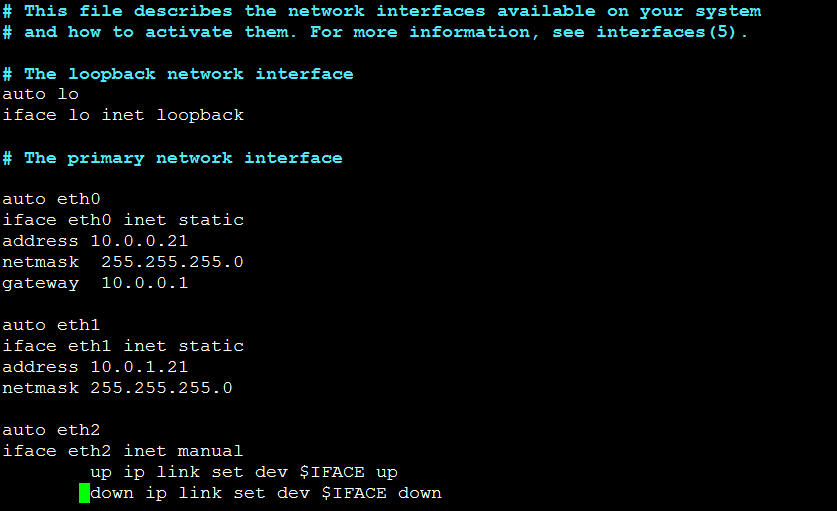 # This file describes the network interfaces available on your system
# and how to activate them. For more information, see interfaces(5).
# The loopback network interface
auto lo
iface lo inet loopback
# The primary network interface
auto eth0
iface eth0 inet static
address 10.0.0.21
netmask  255.255.255.0
gateway  10.0.0.1
auto eth1
iface eth1 inet static
address 10.0.1.21
netmask 255.255.255.0
auto eth2
iface eth2 inet manual
        up ip link set dev $IFACE up
        down ip link set dev $IFACE down